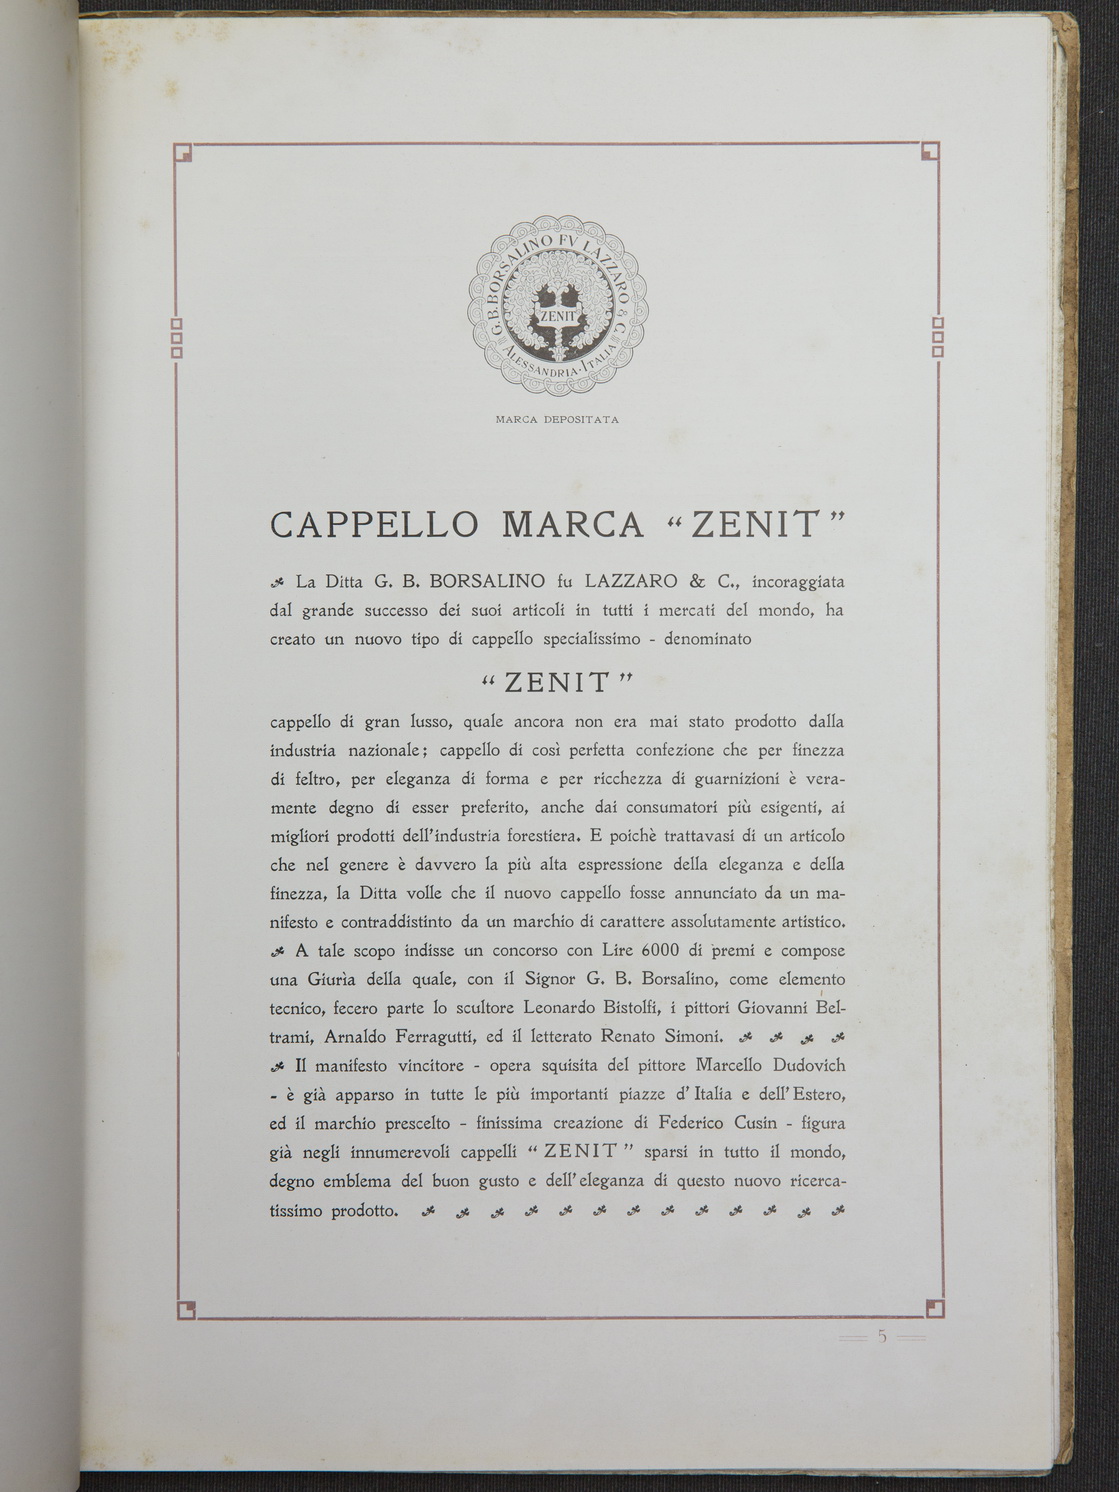 G. B. BORSALINO FV LAZZARO & C.
ZENIT
ALESSANDRIA-ITALIA
MARCA DEPOSITATA
CAPPELLO MARCA “ZENIT”
La Ditta G. B. BORSALINO fu LAZZARO & C., incoraggiata
dal grande successo dei suoi articoli in tutti i mercati del mondo, ha
creato un nuovo tipo di cappello specialissimo - denominato
“ZENIT”
cappello di gran lusso, quale ancora non era mai stato prodotto dalla
industria nazionale; cappello di così perfetta confezione che per finezza
di feltro, per eleganza di forma e per ricchezza di guarnizioni è vera-
mente degno di esser preferito, anche dai consumatori più esigenti, ai
migliori prodotti dell'industria forestiera. E poichè trattavasi di un articolo
che nel genere è davvero la più alta espressione della eleganza e della
finezza, la Ditta volle che il nuovo cappello fosse annunciato da un ma-
nifesto e contraddistinto da un marchio di carattere assolutamente artistico.
A tale scopo indisse un concorso con Lire 6000 di premi e compose
una Giurìa della quale, con il Signor G. B. Borsalino, come elemento
tecnico, fecero parte lo scultore Leonardo Bistolfi, i pittori Giovanni Bel-
trami, Arnaldo Ferragutti, ed il letterato Renato Simoni.
Il manifesto vincitore - opera squisita del pittore Marcello Dudovich
- è già apparso in tutte le più importanti piazze d'Italia e dell'Estero,
ed il marchio prescelto - finissima creazione di Federico Cusin - figura
già negli innumerevoli cappelli “ZENIT” sparsi in tutto il mondo,
degno emblema del buon gusto e dell'eleganza di questo nuovo ricerca-
tissimo prodotto.
5